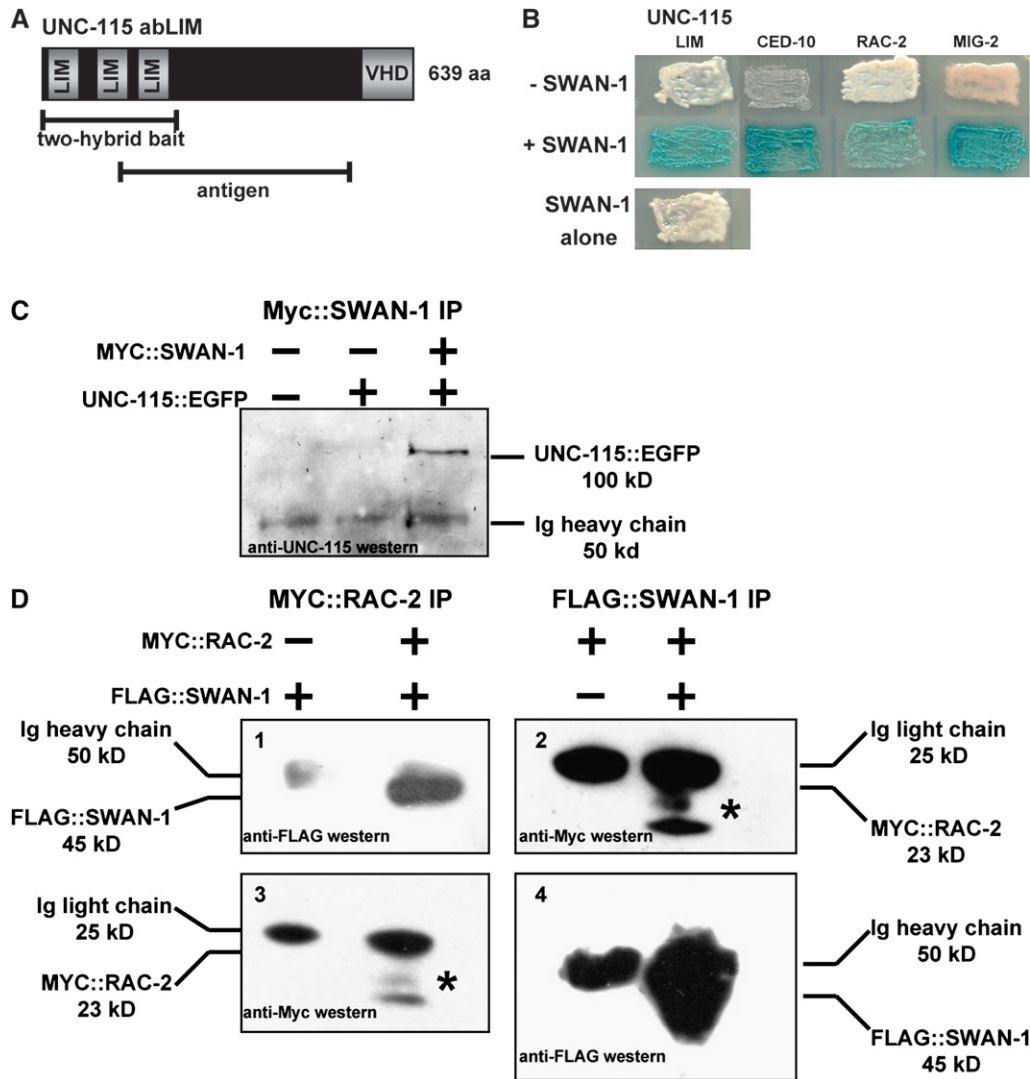 A
UNC-115 abLIM
LIM LIM LIM VHD 639 aa
two-hybrid bait
antigen
B
UNC-115
LIM CED-10 RAC-2 MIG-2
- SWAN-1
+ SWAN-1
SWAN-1
alone
C
Myc::SWAN-1 IP
MYC::SWAN-1 − − +
UNC-115::EGFP − + +
UNC-115::EGFP
100 kD
Ig heavy chain
50 kd
anti-UNC-115 western
D
MYC::RAC-2 IP FLAG::SWAN-1 IP
MYC::RAC-2 − + + +
FLAG::SWAN-1 + + − +
Ig heavy chain
50 kD
FLAG::SWAN-1
45 kD
1
anti-FLAG western
2
*
anti-Myc western
Ig light chain
25 kD
MYC::RAC-2
23 kD
Ig light chain
25 kD
MYC::RAC-2
23 kD
3
*
anti-Myc western
4
anti-FLAG western
Ig heavy chain
50 kD
FLAG::SWAN-1
45 kD